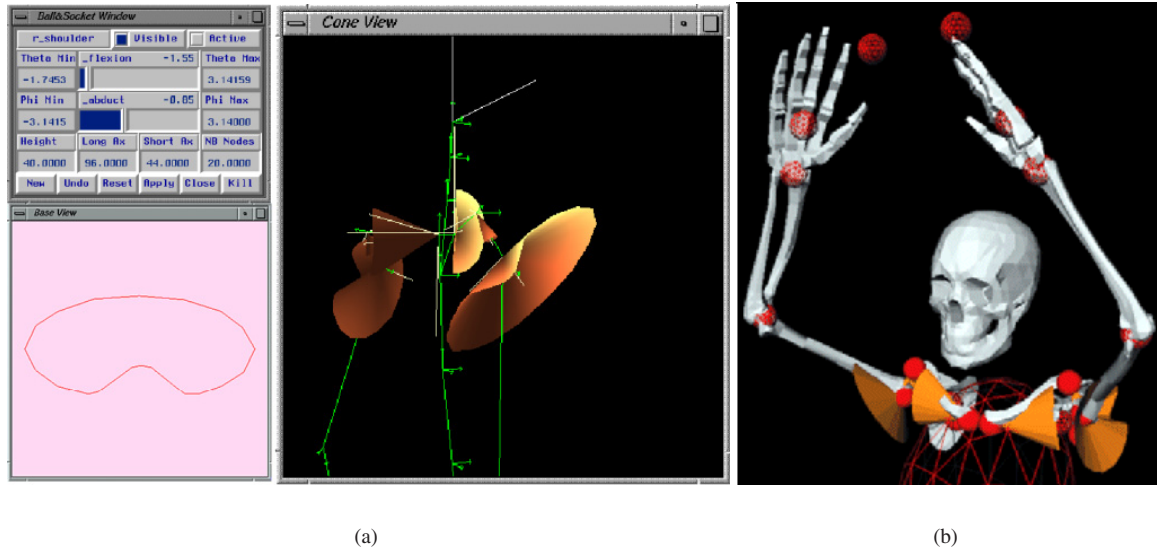 Ball&Socket Window
r_shoulder Visible Active
Theta Min _flexion -1.55 Theta Max
-1.7453 3.14159
Phi Min _abduct -0.85 Phi Max
-3.1415 3.14000
Height Long Ax Short Ax NB Nodes
40.0000 96.0000 44.0000 20.0000
New Undo Reset Apply Close Kill
Base View
Cone View
(a) (b)